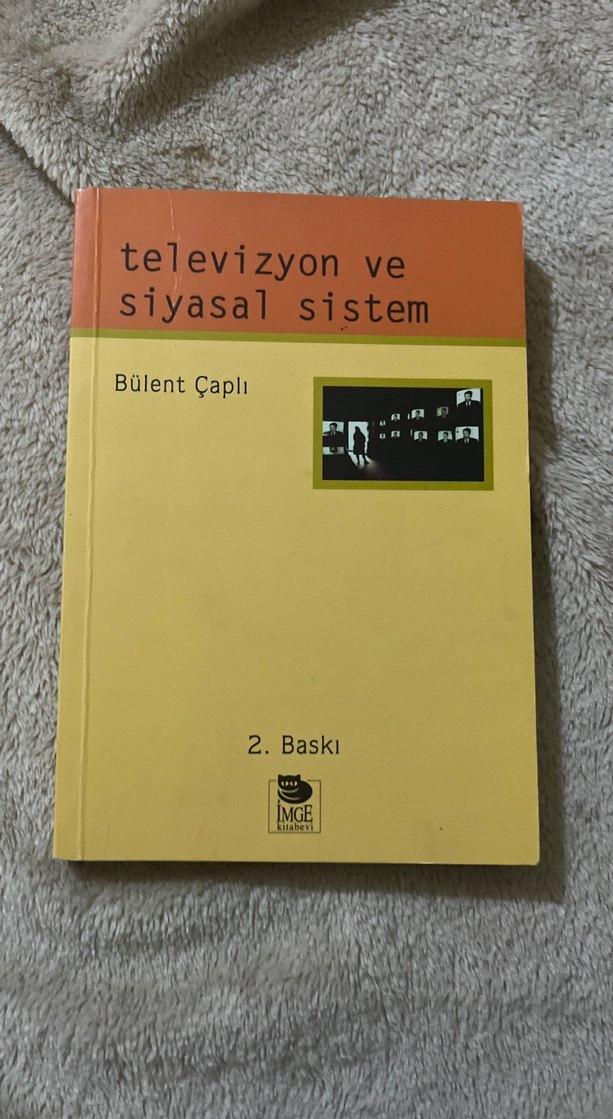 televizyon ve
siyasal sistem
Bülent Çaplı
2. Baskı
İMGE
kitabevi